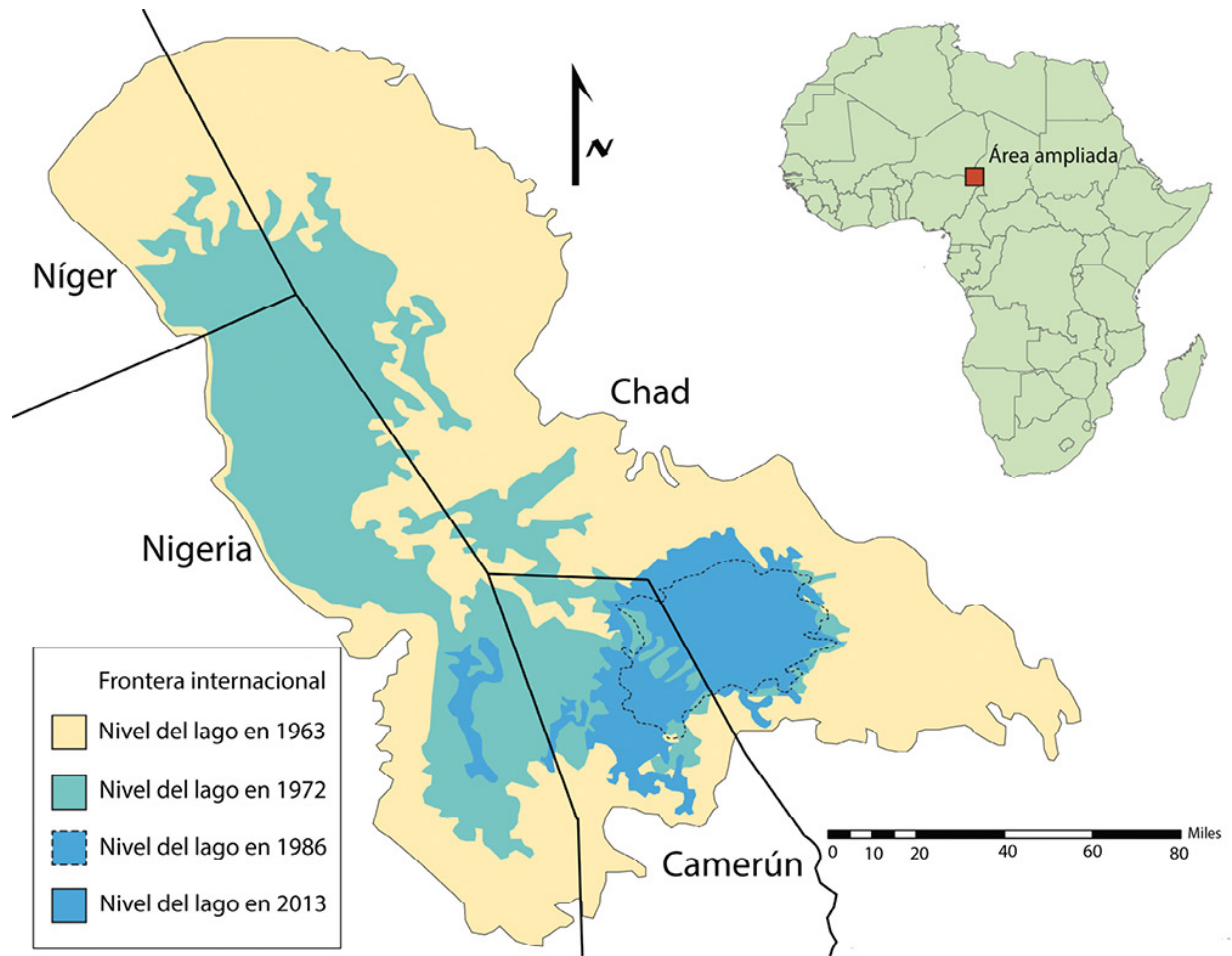 N
Área ampliada
Níger
Chad
Nigeria
Camerún
Frontera internacional
Nivel del lago en 1963
Nivel del lago en 1972
Nivel del lago en 1986
Nivel del lago en 2013
Miles
0 10 20 40 60 80